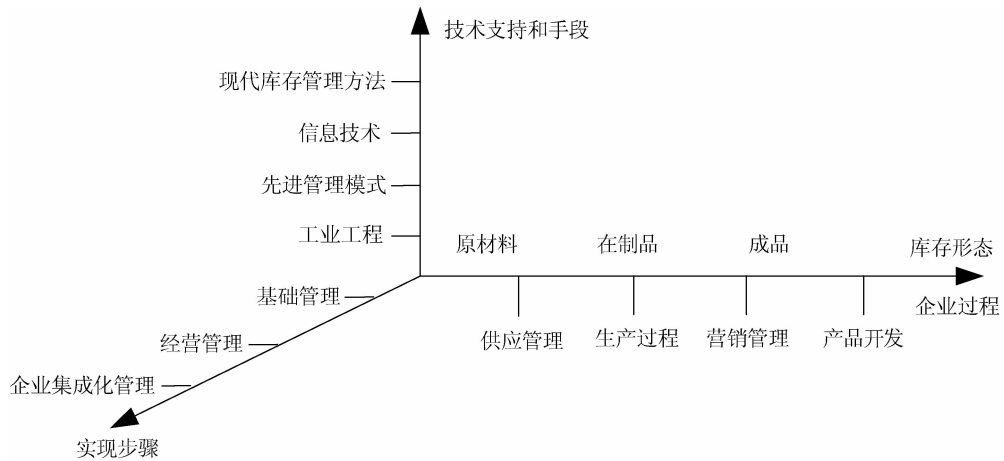 技术支持和手段
现代库存管理方法
信息技术
先进管理模式
工业工程
原材料
在制品
成品
库存形态
企业过程
供应管理
生产过程
营销管理
产品开发
基础管理
经营管理
企业集成化管理
实现步骤